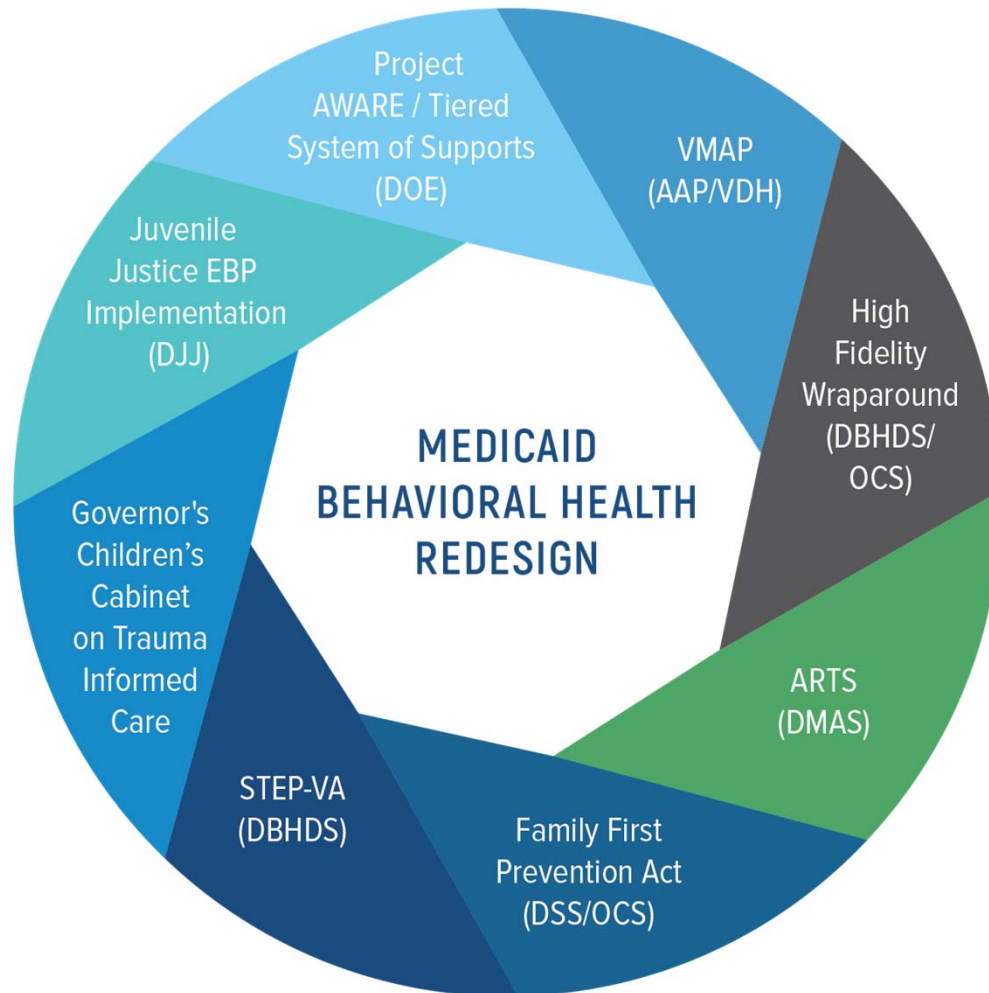 Project
AWARE / Tiered
System of Supports
(DOE)
VMAP
(AAP/VDH)
High
Fidelity
Wraparound
(DBHDS/
OCS)
ARTS
(DMAS)
Family First
Prevention Act
(DSS/OCS)
STEP-VA
(DBHDS)
Governor's
Children’s
Cabinet
on Trauma
Informed
Care
Juvenile
Justice EBP
Implementation
(DJJ)
MEDICAID
BEHAVIORAL HEALTH
REDESIGN